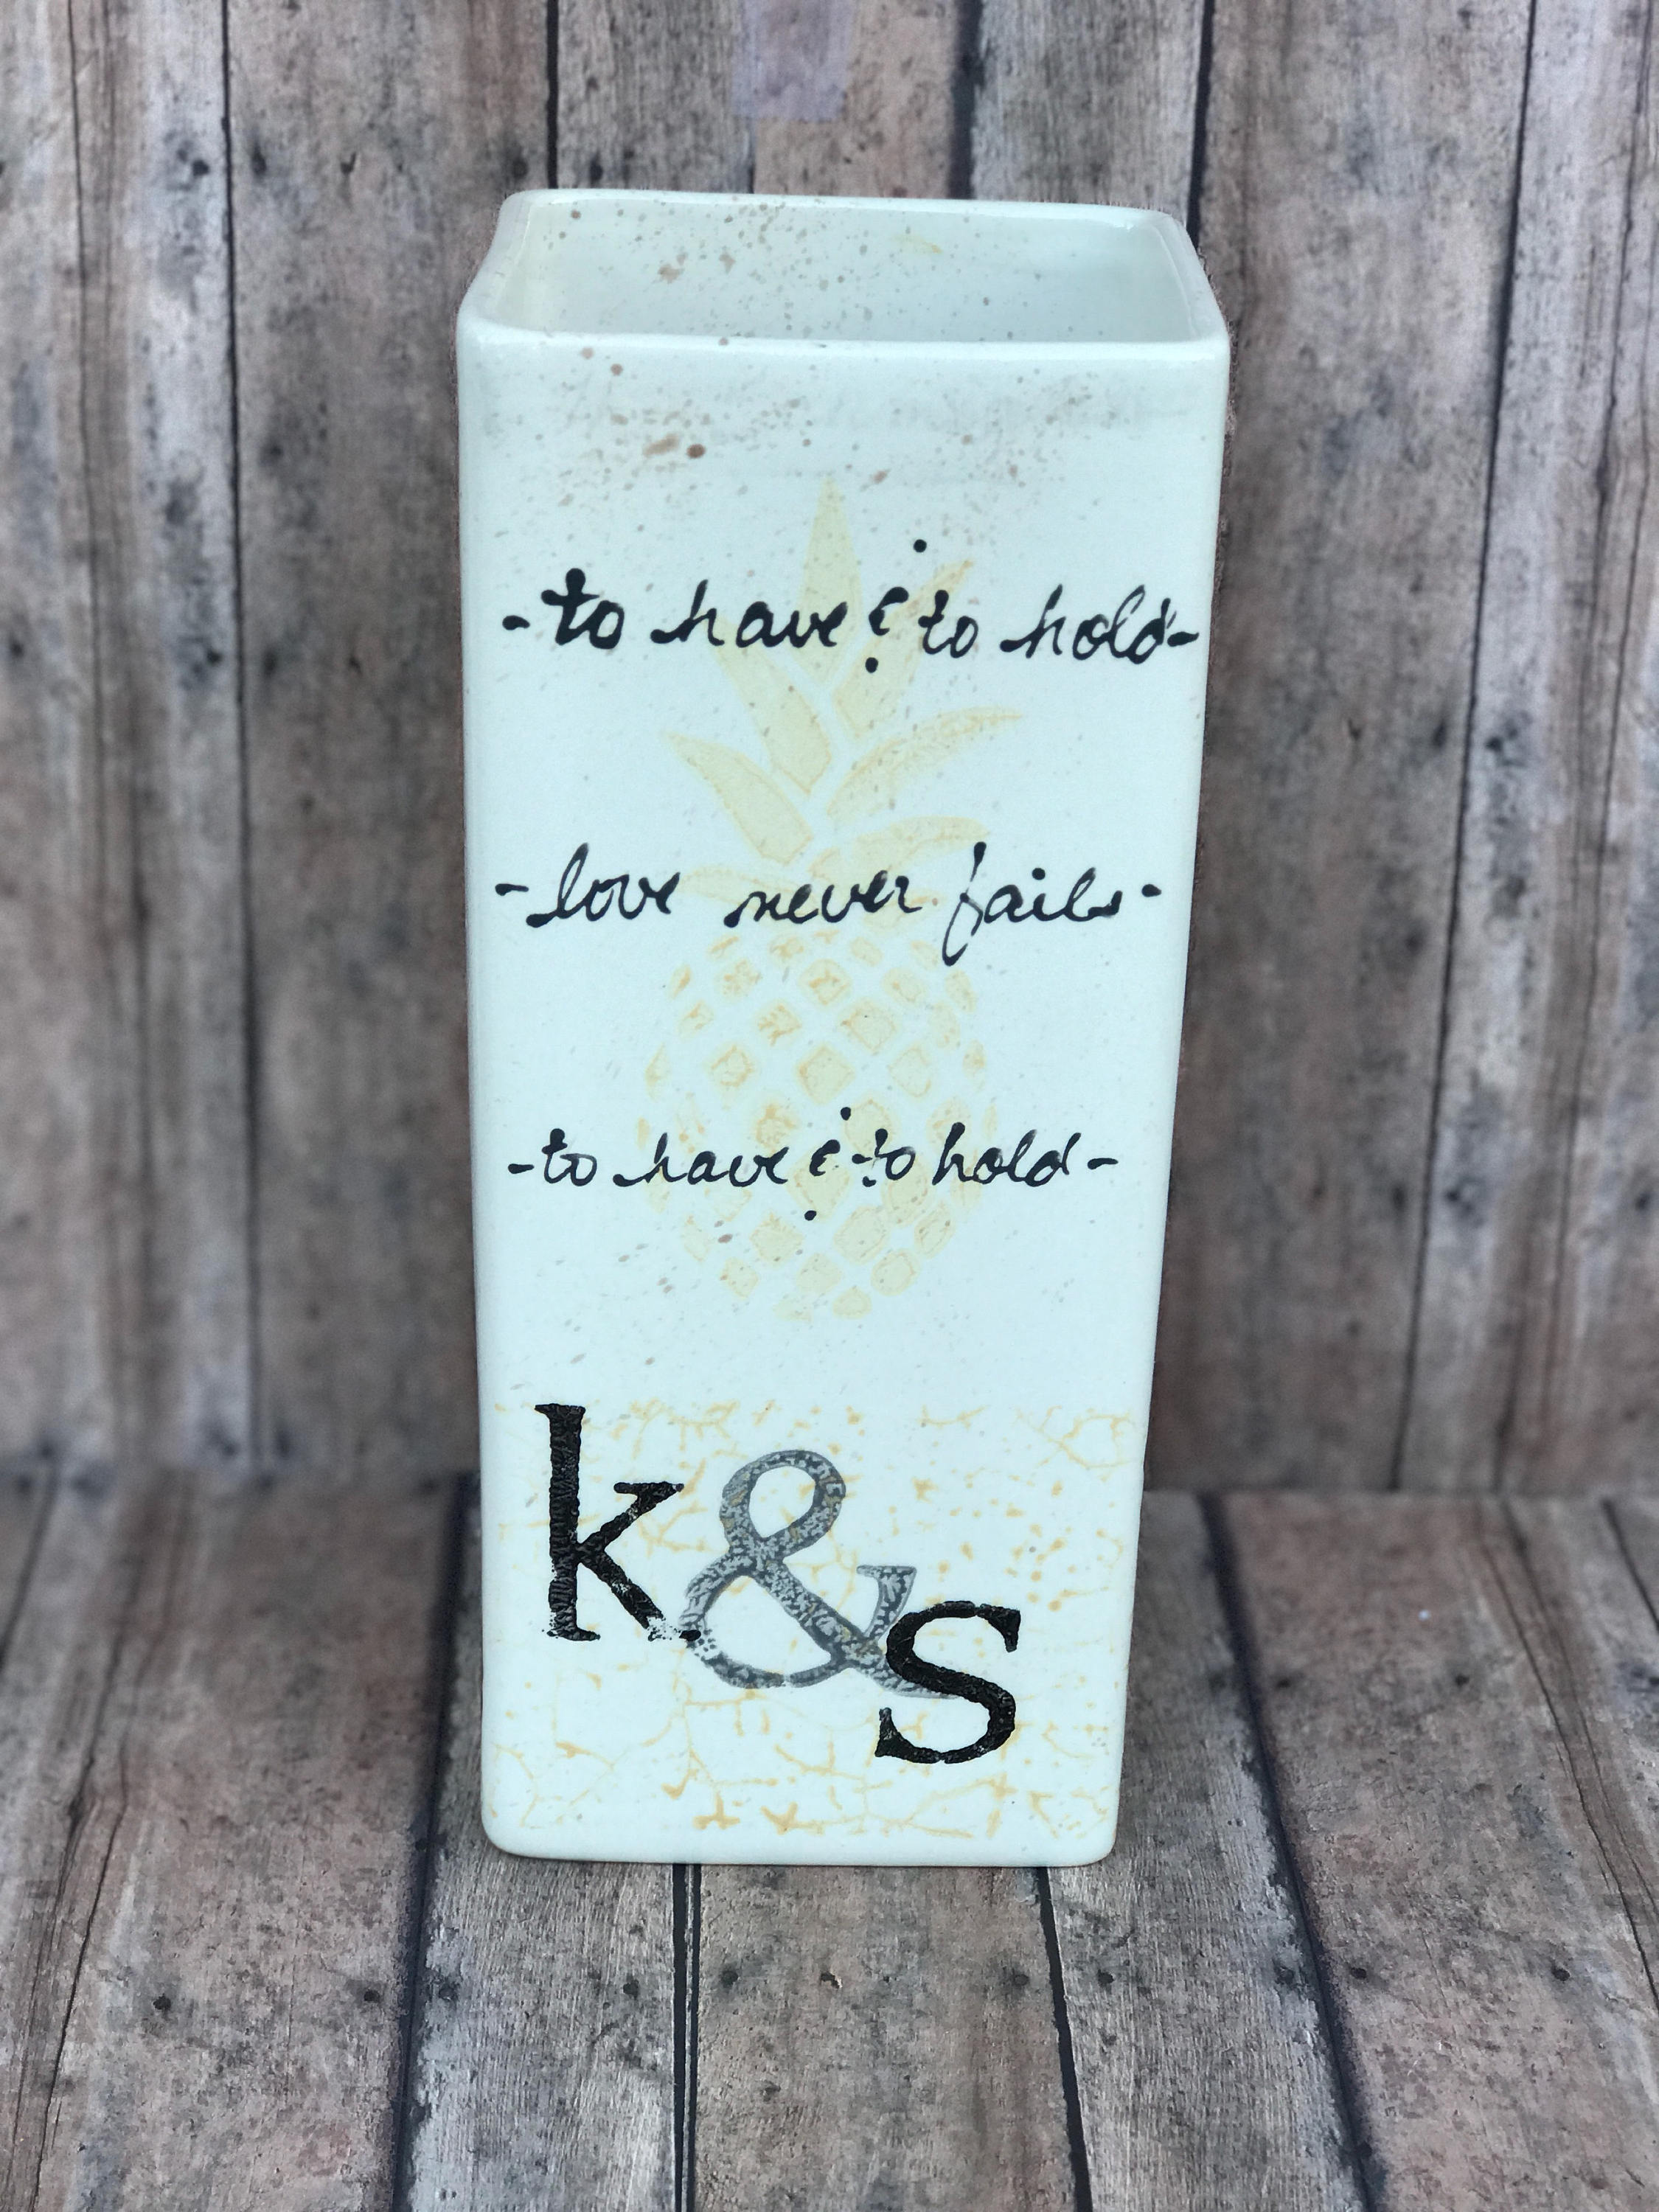 -to have & to hold-
-love never fails-
-to have & to hold-
k&s